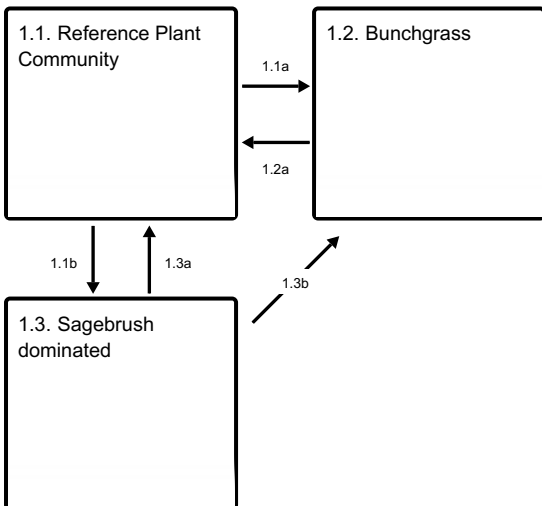 1.1. Reference Plant
Community
1.2. Bunchgrass
1.1a
1.2a
1.1b
1.3a
1.3b
1.3. Sagebrush
dominated